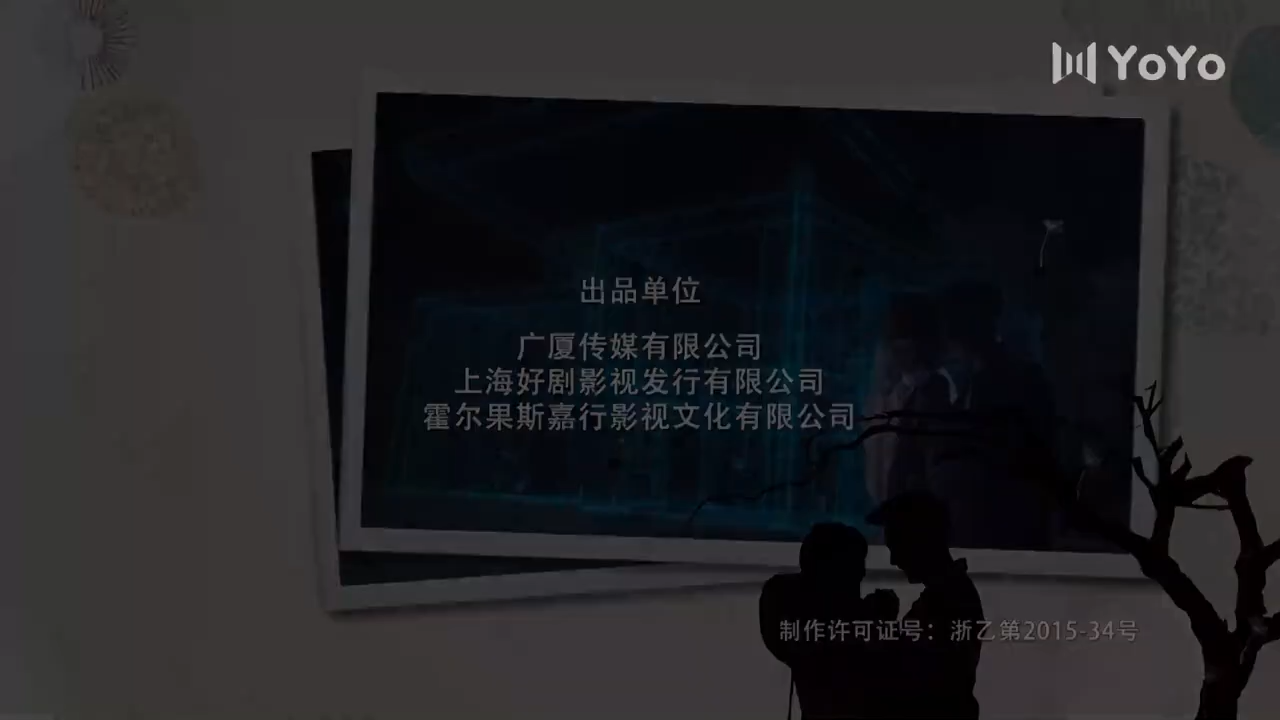 YoYo
出品单位
广厦传媒有限公司
上海好剧影视发行有限公司
霍尔果斯嘉行影视文化有限公司
制作许可证号：浙乙第2015-34号